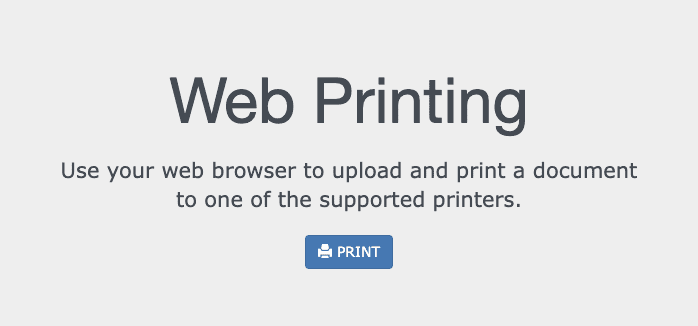 Web Printing
Use your web browser to upload and print a document
to one of the supported printers.
PRINT